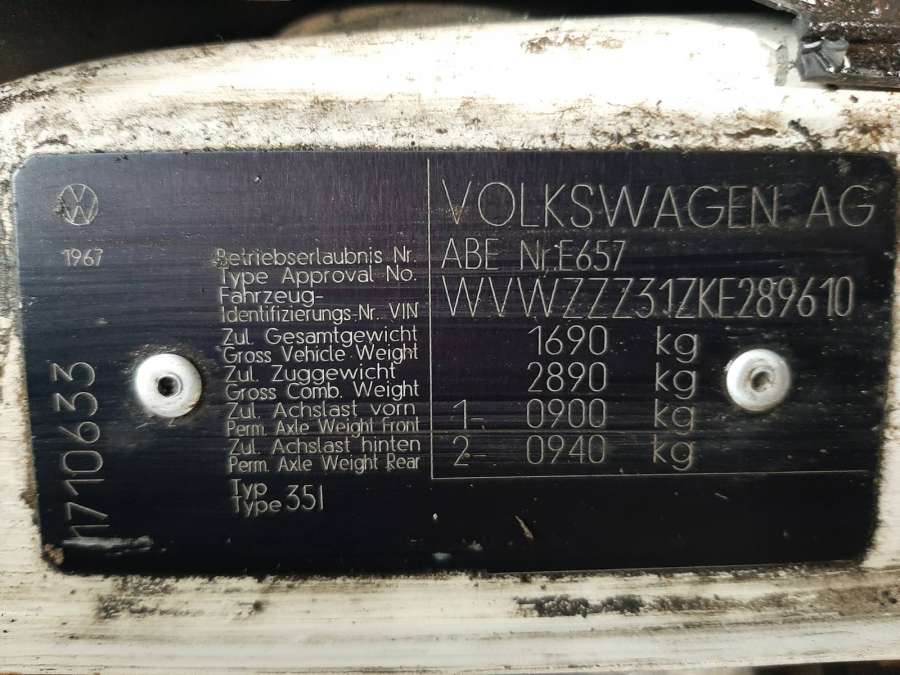 1967
VOLKSWAGEN AG
Betriebserlaubnis Nr.
Type Approval No.
ABE Nr.E657
Fahrzeug-
Identifizierungs-Nr. VIN
WVWZZZ31ZKE289610
Zul. Gesamtgewicht
Gross Vehicle Weight
1690 kg
Zul. Zuggewicht
Gross Comb. Weight
2890 kg
Zul. Achslast vorn
Perm. Axle Weight Front
1- 0900 kg
Zul. Achslast hinten
Perm. Axle Weight Rear
2- 0940 kg
Typ
Type 35I
1710633